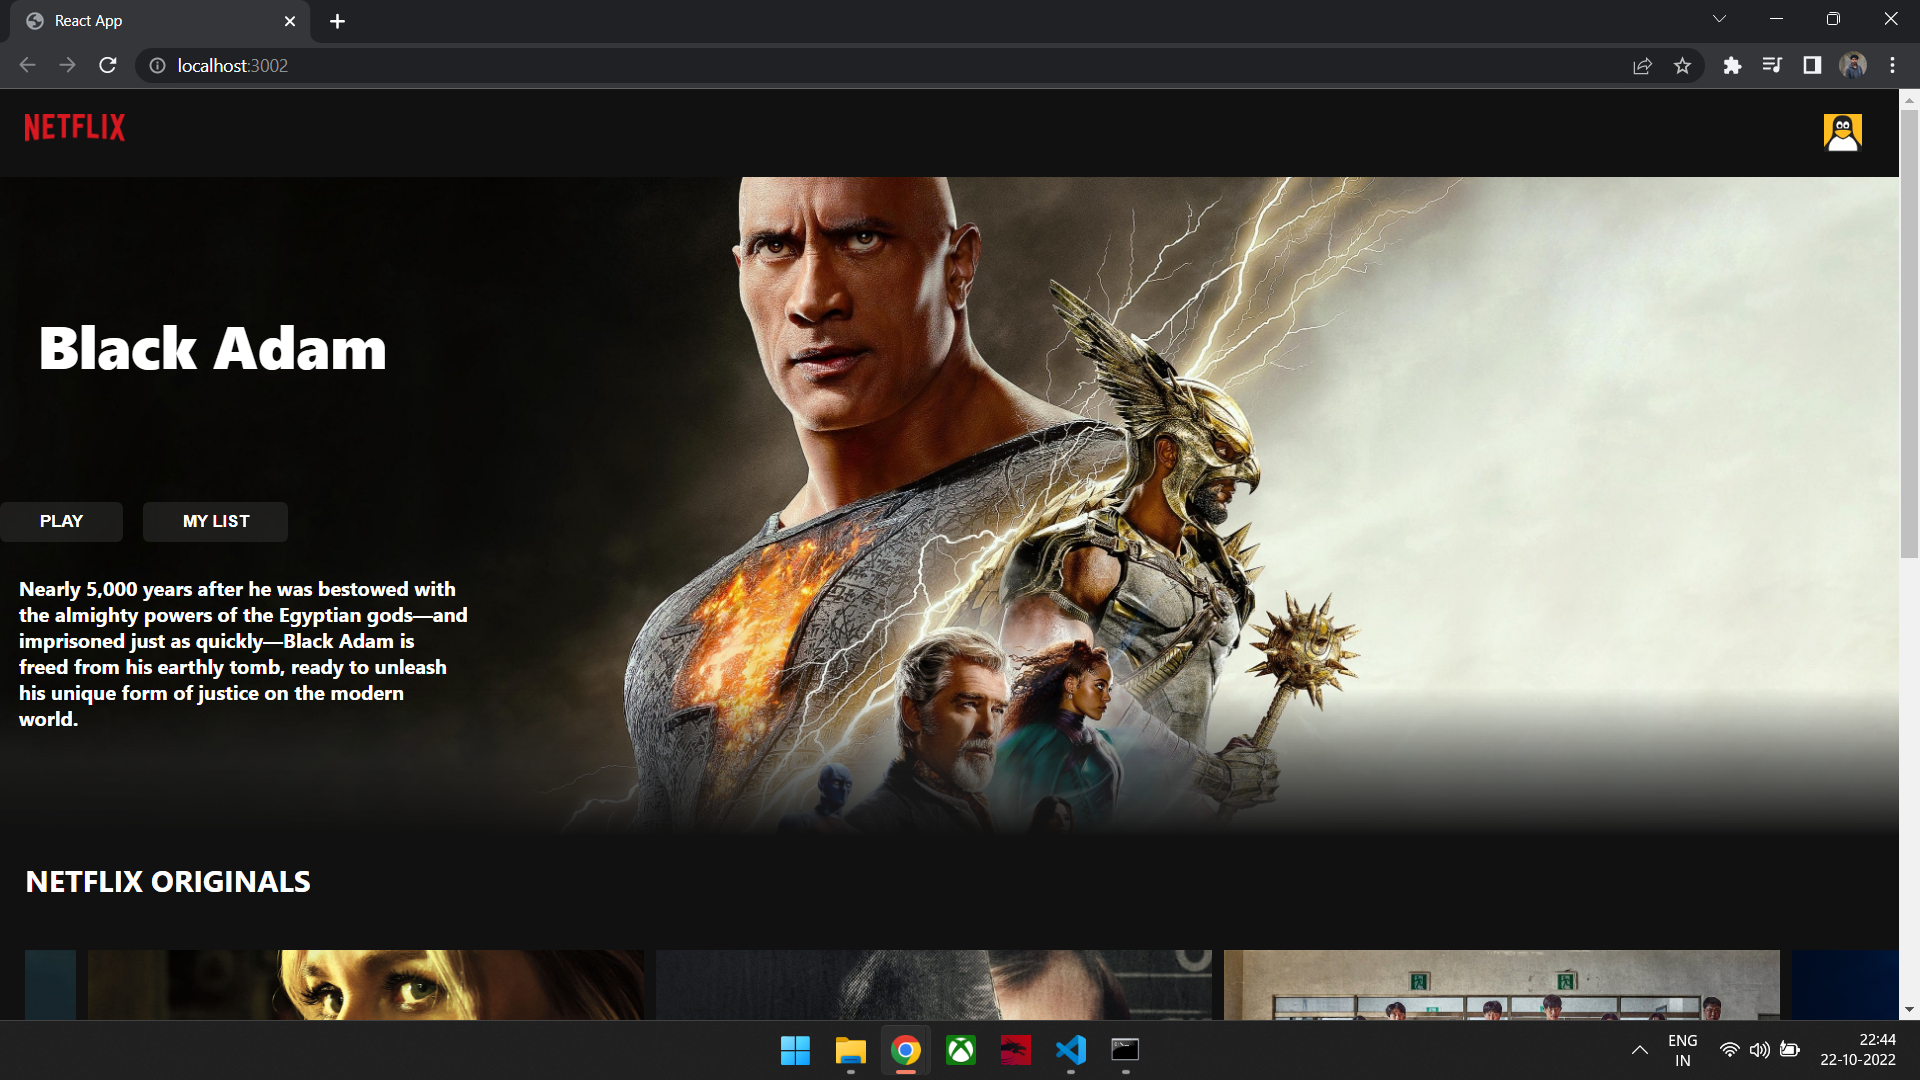 React App
localhost:3002
NETFLIX
Black Adam
PLAY
MY LIST
Nearly 5,000 years after he was bestowed with
the almighty powers of the Egyptian gods—and
imprisoned just as quickly—Black Adam is
freed from his earthly tomb, ready to unleash
his unique form of justice on the modern
world.
NETFLIX ORIGINALS
ENG
IN
22:44
22-10-2022